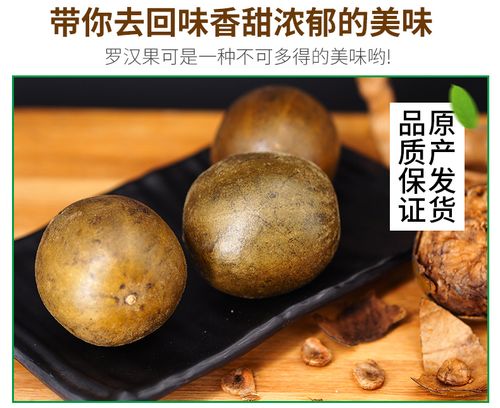 带你去回味香甜浓郁的美味
罗汉果可是一种不可多得的美味哟!
原产发货
品质保证